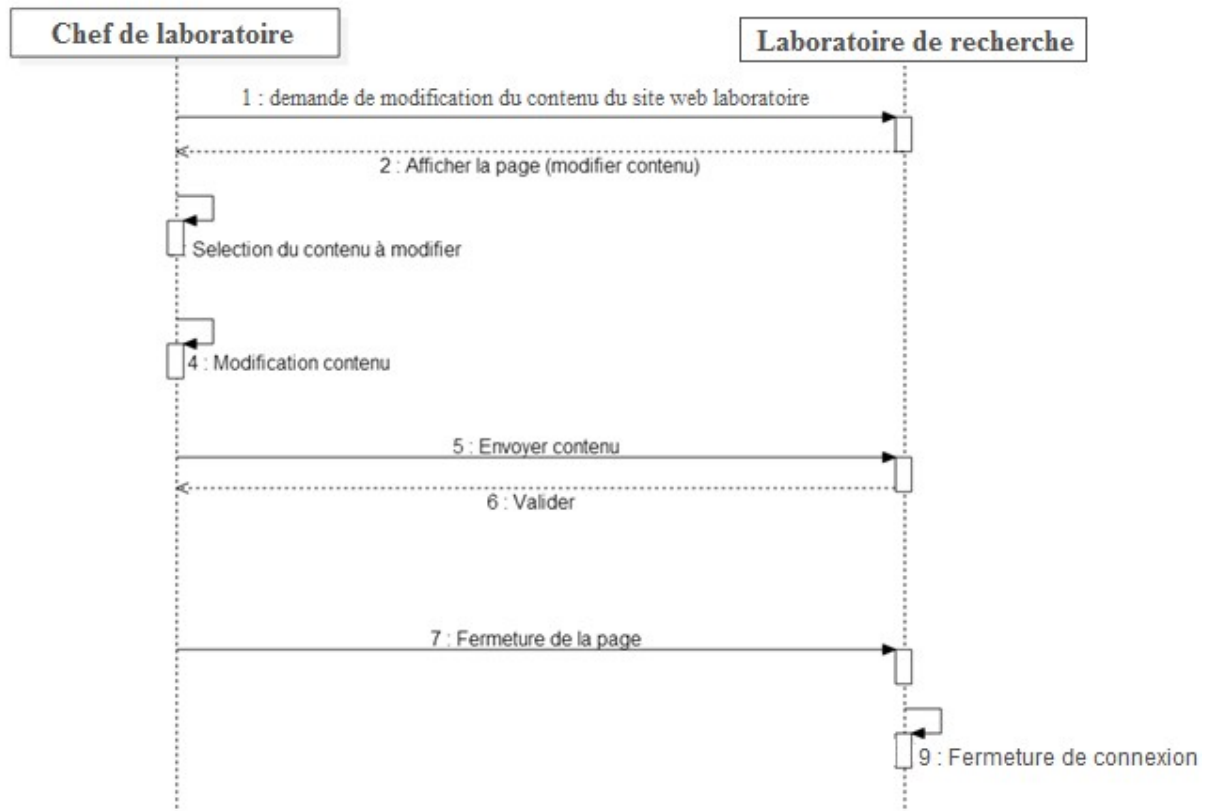 Chef de laboratoire
Laboratoire de recherche
1 : demande de modification du contenu du site web laboratoire
2 : Afficher la page (modifier contenu)
: Selection du contenu à modifier
4 : Modification contenu
5 : Envoyer contenu
6 : Valider
7 : Fermeture de la page
9 : Fermeture de connexion